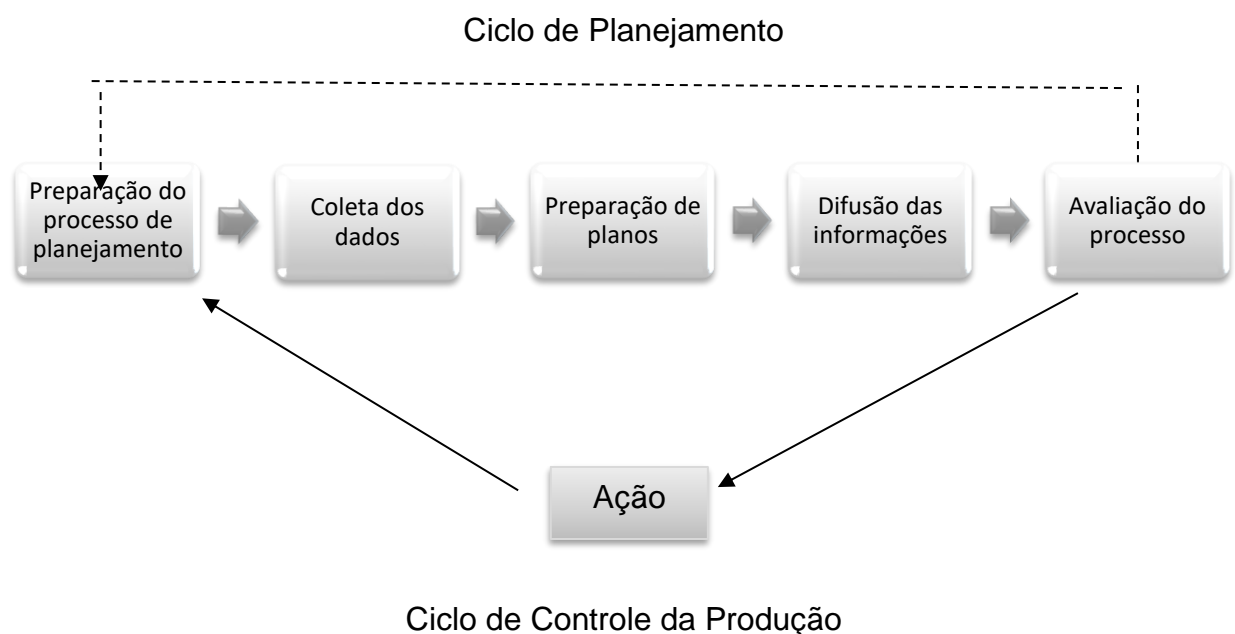 Ciclo de Planejamento
Preparação do
processo de
planejamento
Coleta dos
dados
Preparação de
planos
Difusão das
informações
Avaliação do
processo
Ação
Ciclo de Controle da Produção